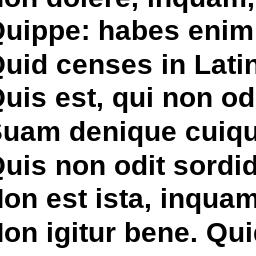 non dolere, inquam,
Quippe: habes enim
Quid censes in Latin
Quis est, qui non od
Suam denique cuiqu
Quis non odit sordid
Non est ista, inquam
Non igitur bene. Qui